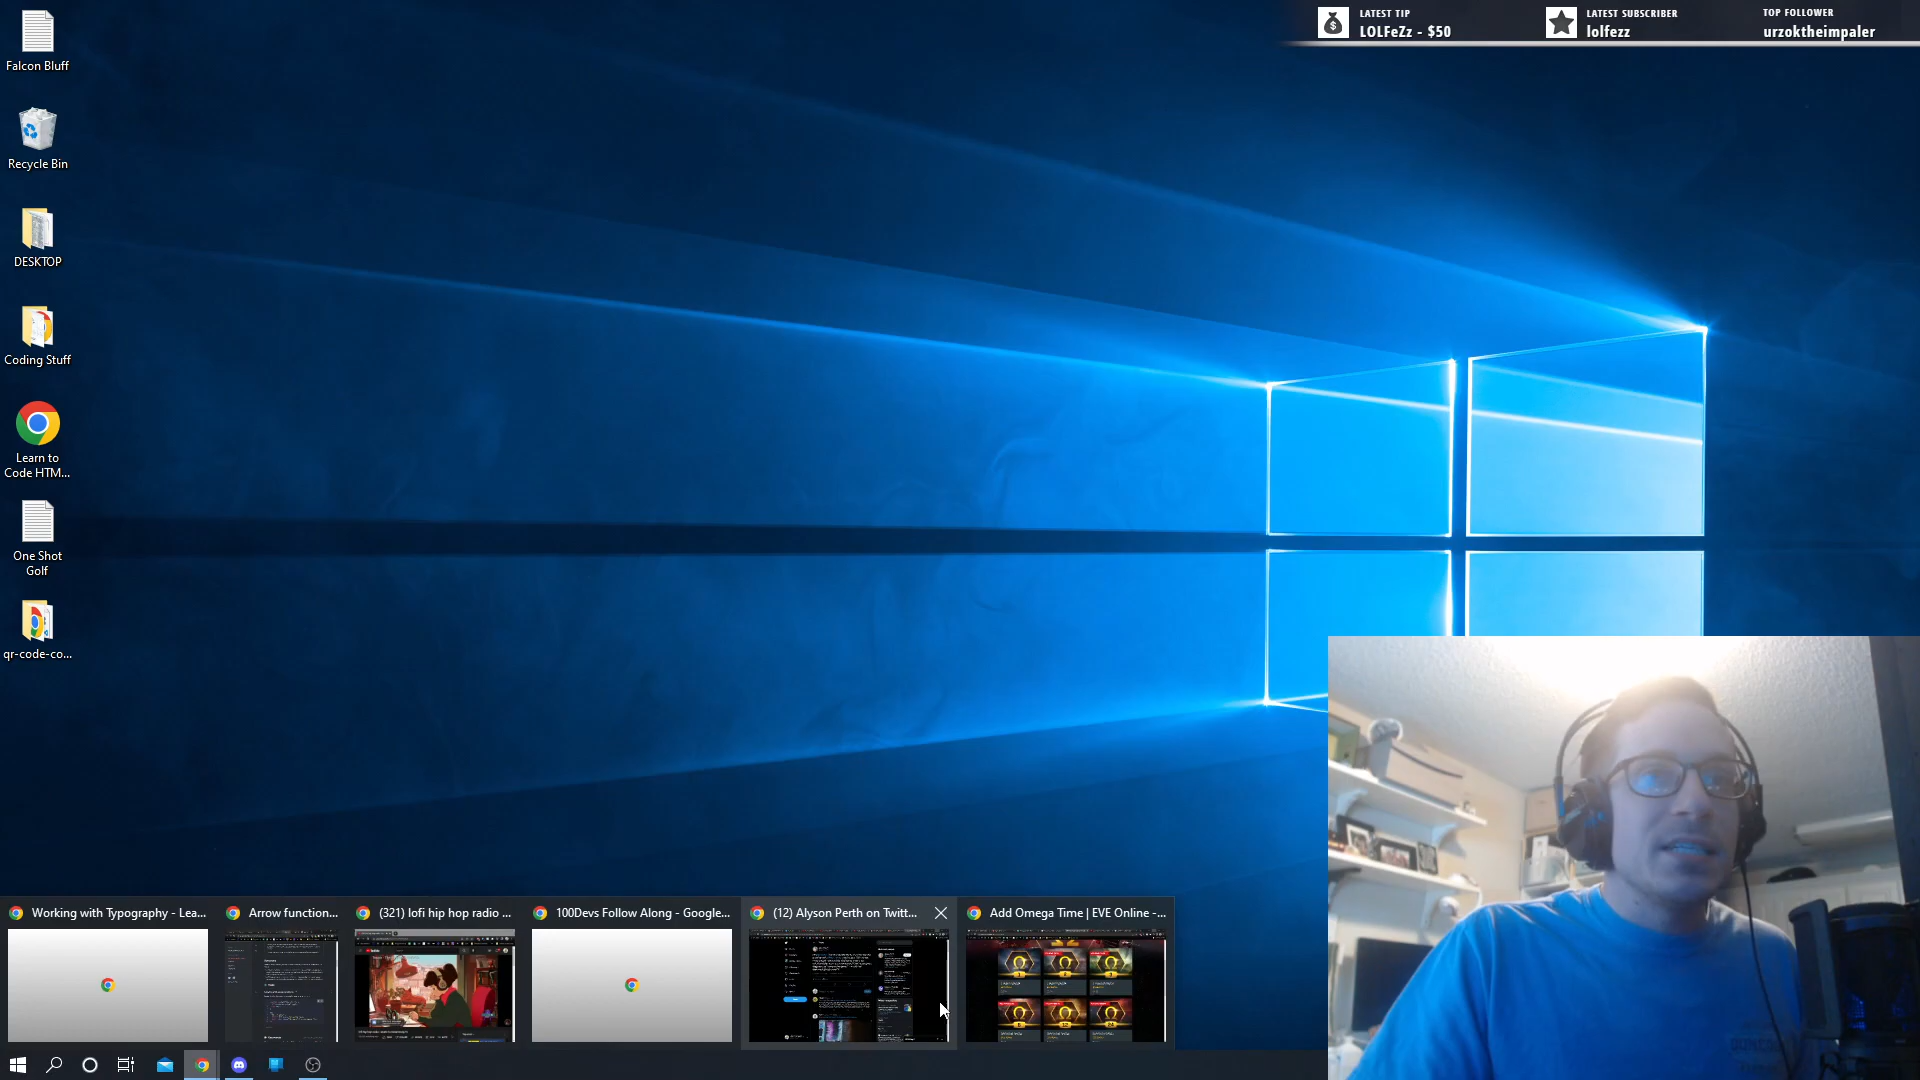 LATEST TIP
LOLFeZz - $50
LATEST SUBSCRIBER
lolfezz
TOP FOLLOWER
urzoktheimpaler
Falcon Bluff
Recycle Bin
DESKTOP
Coding Stuff
Learn to
Code HTM...
One Shot
Golf
qr-code-co...
Working with Typography - Lea...
Arrow function...
(321) lofi hip hop radio ...
100Devs Follow Along - Google...
(12) Alyson Perth on Twitt...
Add Omega Time | EVE Online -...